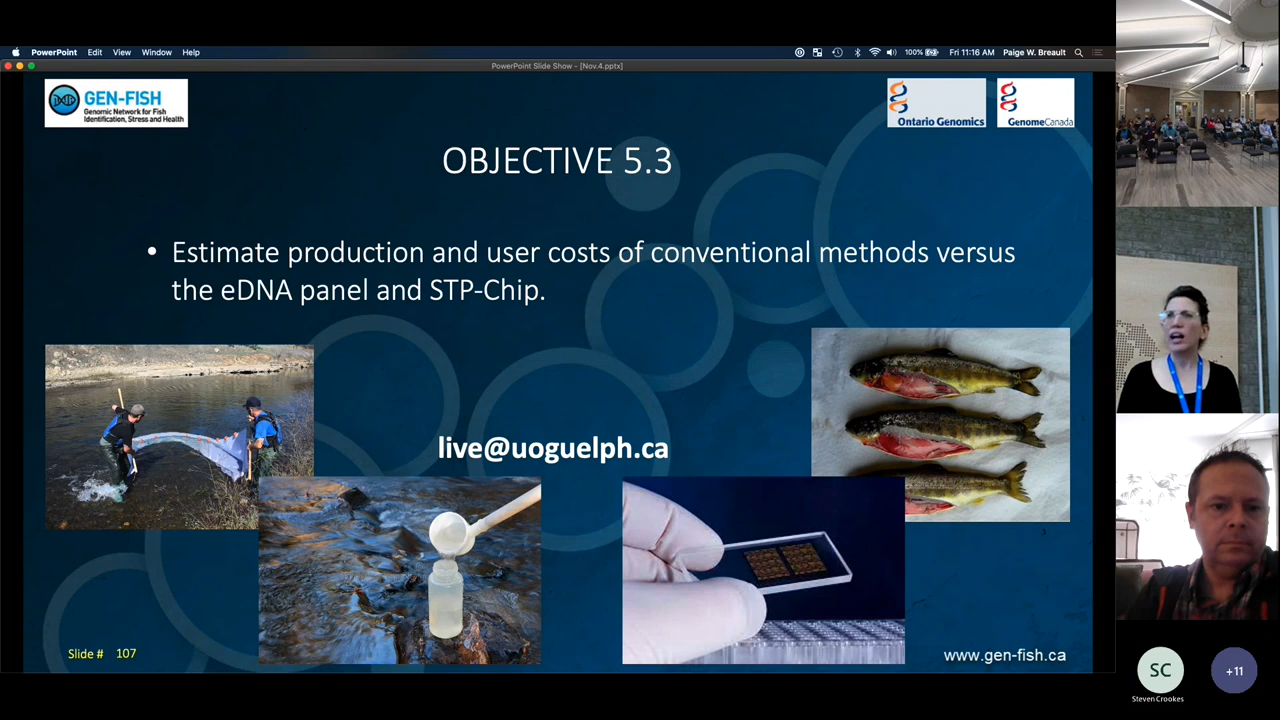 PowerPoint Edit View Window Help
100% Fri 11:16 AM Paige W. Breault
PowerPoint Slide Show - [Nov.4.pptx]
GEN-FISH
Genomic Network for Fish
Identification, Stress and Health
Ontario Genomics
GenomeCanada
OBJECTIVE 5.3
• Estimate production and user costs of conventional methods versus
the eDNA panel and STP-Chip.
live@uoguelph.ca
3
Slide # 107
www.gen-fish.ca
SC
Steven Crookes
+11